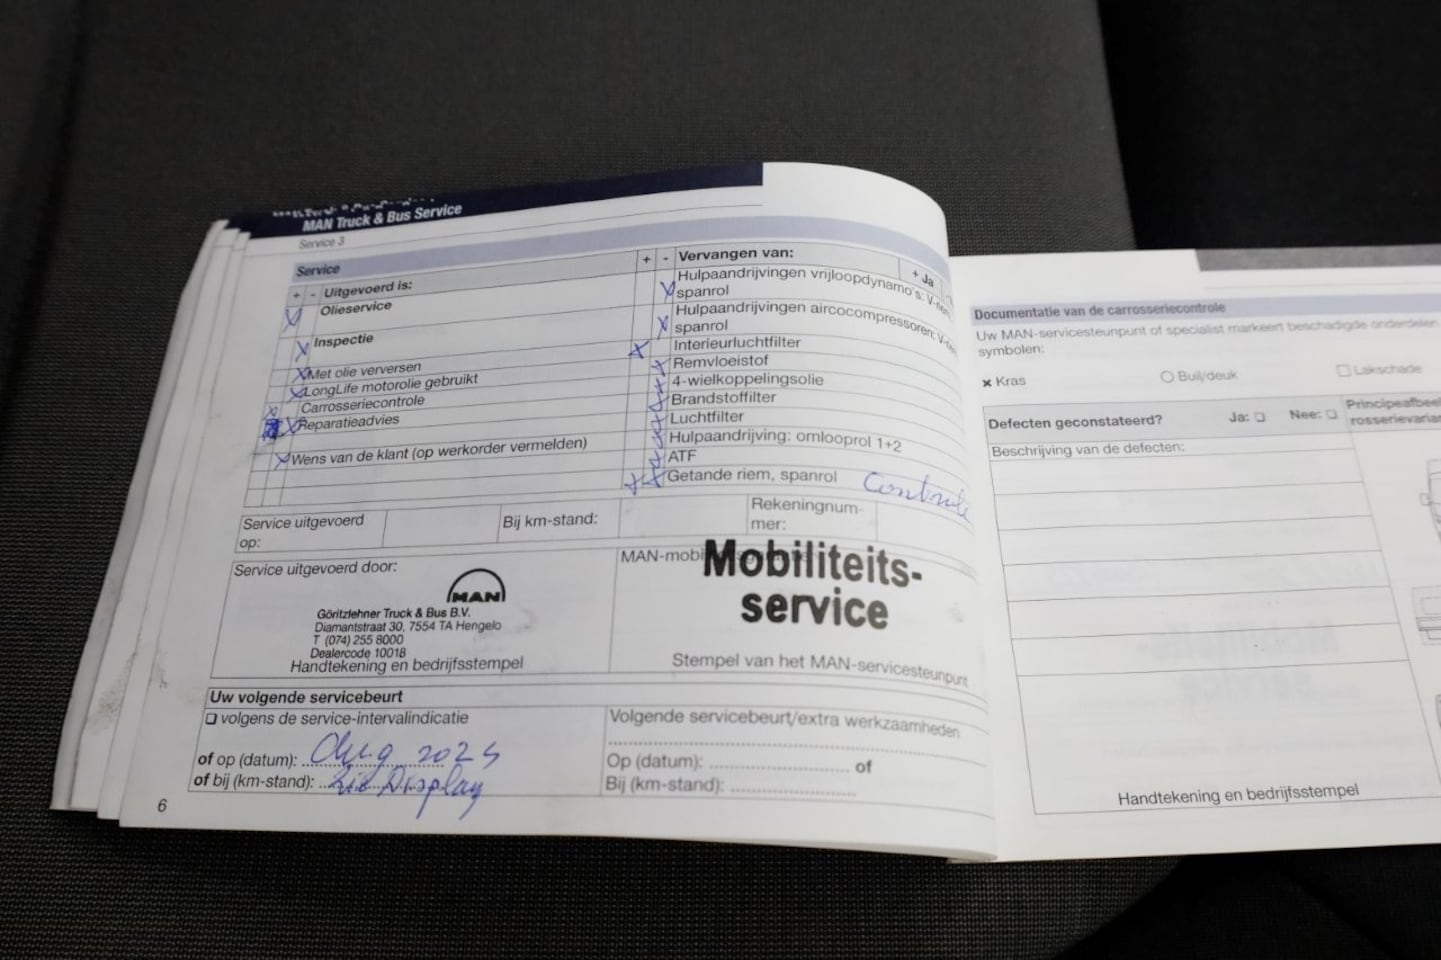 MAN Truck & Bus Service
Service 3
Service
+ - Uitgevoerd is:
Olieservice
Inspectie
Met olie verversen
LongLife motorolie gebruikt
Carrosseriecontrole
Reparatieadvies
Wens van de klant (op werkorder vermelden)
+ - Vervangen van:
+ Ja
Hulpaandrijvingen vrijloopdynamo's: V-riem
spanrol
Hulpaandrijvingen aircocompressoren: V-riem
spanrol
Interieurluchtfilter
Remvloeistof
4-wielkoppelingsolie
Brandstoffilter
Luchtfilter
Hulpaandrijving: omlooprol 1+2
ATF
Getande riem, spanrol
Service uitgevoerd
op:
Bij km-stand:
Rekeningnum-
mer:
Service uitgevoerd door:
MAN
Göritzlehner Truck & Bus B.V.
Diamantstraat 30, 7554 TA Hengelo
T (074) 255 8000
Dealercode 10018
Handtekening en bedrijfsstempel
Mobiliteits-
service
Stempel van het MAN-servicesteunpunt
Uw volgende servicebeurt
volgens de service-intervalindicatie
of op (datum): Aug 2025
of bij (km-stand): Zie Display
Volgende servicebeurt/extra werkzaamheden
Op (datum): of
Bij (km-stand):
6
Documentatie van de carrosseriecontrole
Uw MAN-servicesteunpunt of specialist markeert beschadigde onderdelen
symbolen:
× Kras
Buil/deuk
Lakschade
Defecten geconstateerd? Ja: Nee:
Beschrijving van de defecten:
Handtekening en bedrijfsstempel